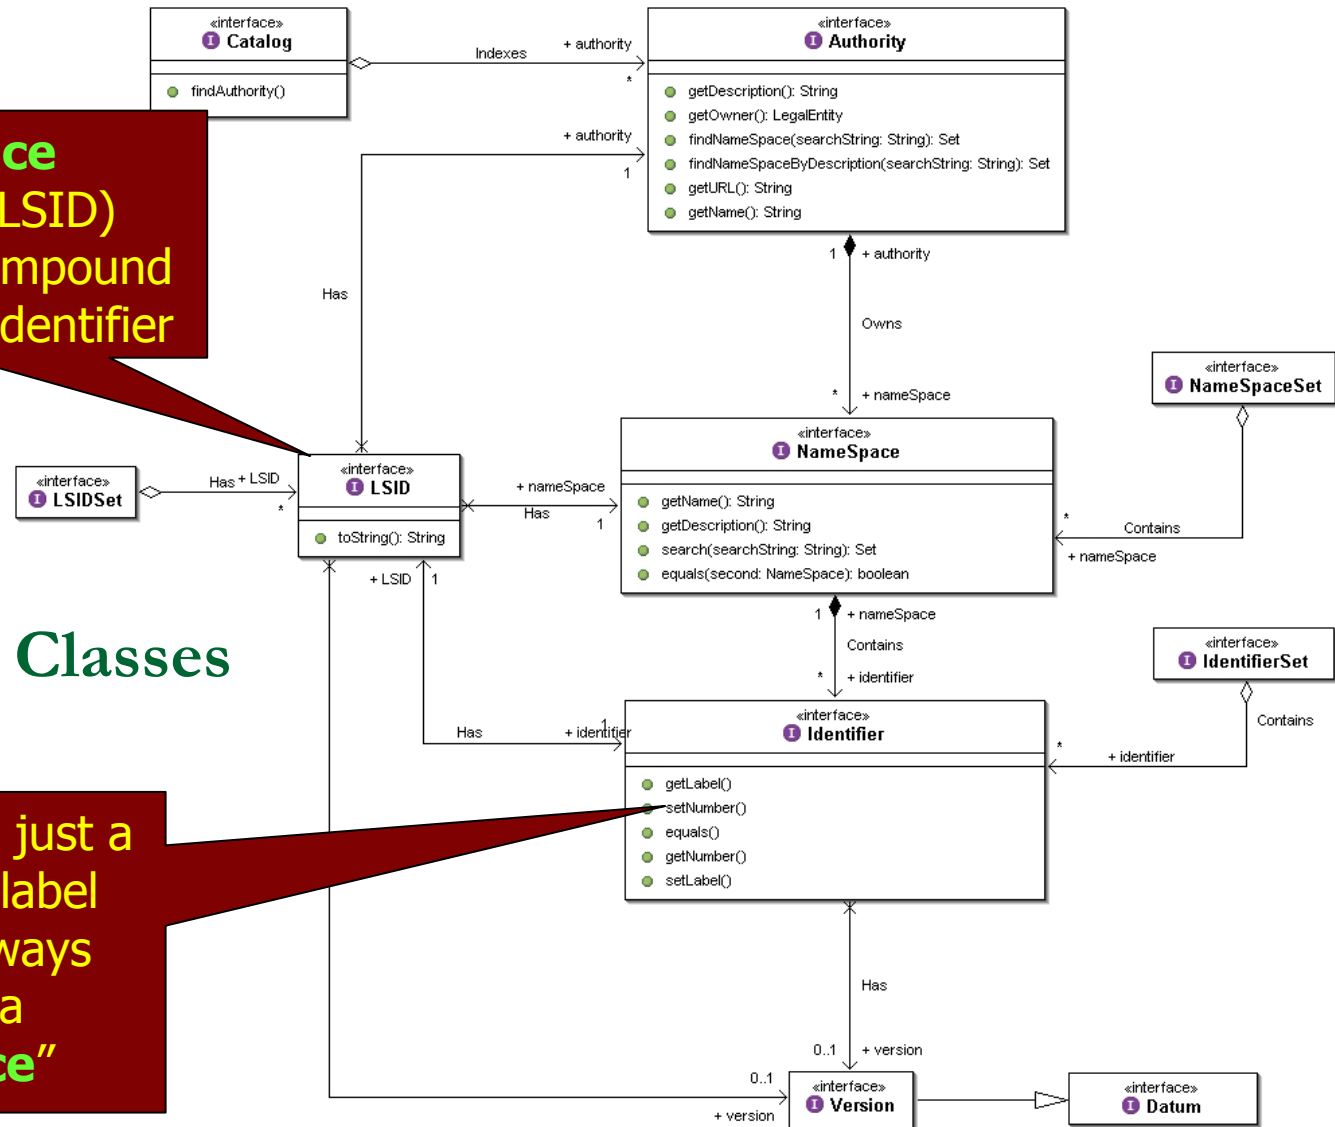 «interface»
Catalog
findAuthority()
Indexes
+ authority
*
«interface»
Authority
getDescription(): String
getOwner(): LegalEntity
findNameSpace(searchString: String): Set
findNameSpaceByDescription(searchString: String): Set
getURL(): String
getName(): String
+ authority
1
ce
LSID)
mpound
dentifier
Has
1
+ authority
Owns
*
+ nameSpace
«interface»
NameSpaceSet
«interface»
LSIDSet
Has
+ LSID
*
«interface»
LSID
toString(): String
+ nameSpace
Has
1
«interface»
NameSpace
getName(): String
getDescription(): String
search(searchString: String): Set
equals(second: NameSpace): boolean
*
Contains
+ nameSpace
+ LSID
1
1
+ nameSpace
Contains
*
+ identifier
Classes
«interface»
IdentifierSet
Contains
Has
+ identifier
1
«interface»
Identifier
getLabel()
setNumber()
equals()
getNumber()
setLabel()
*
+ identifier
just a
label
ways
a
ce”
Has
0..1
+ version
0..1
+ version
«interface»
Version
«interface»
Datum